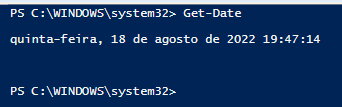 PS C:\WINDOWS\system32> Get-Date
quinta-feira, 18 de agosto de 2022 19:47:14
PS C:\WINDOWS\system32>